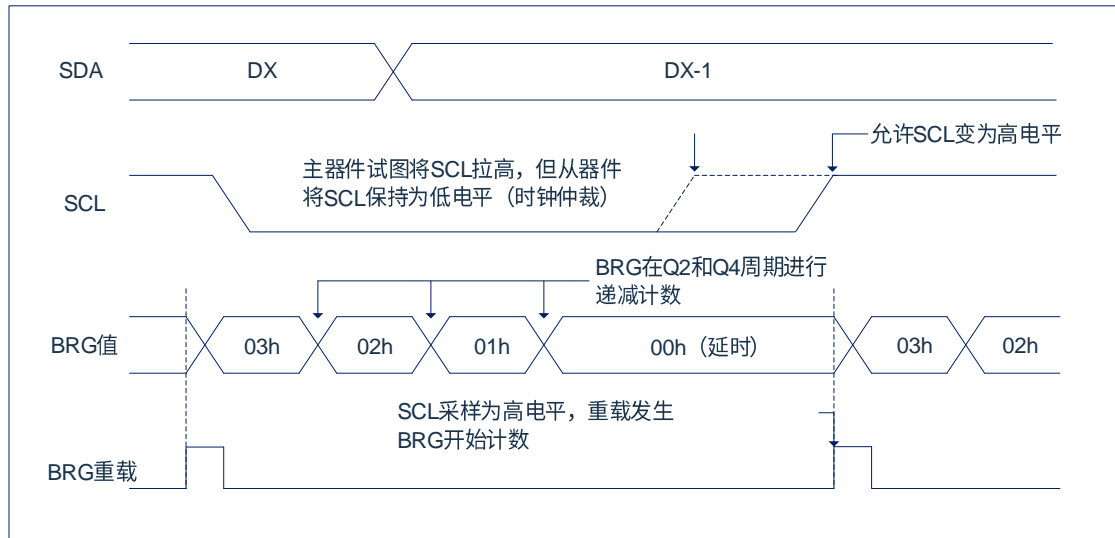 SDA
DX
DX-1
允许SCL变为高电平
主器件试图将SCL拉高，但从器件
将SCL保持为低电平（时钟仲裁）
SCL
BRG在Q2和Q4周期进行
递减计数
BRG值
03h
02h
01h
00h（延时）
03h
02h
SCL采样为高电平，重载发生
BRG开始计数
BRG重载